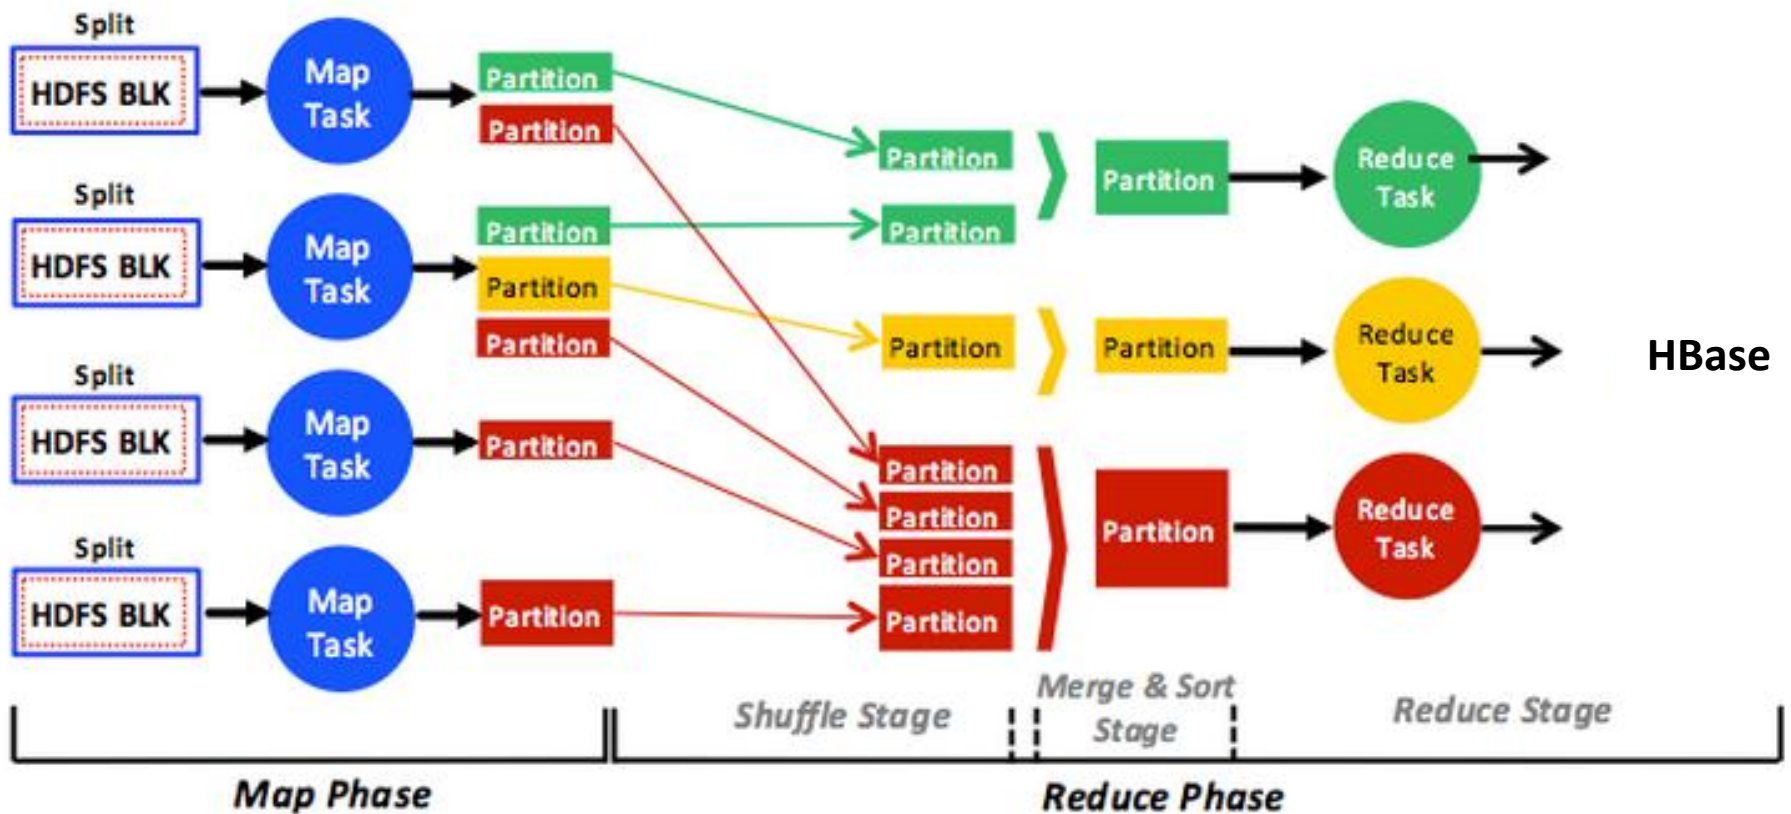 Split
HDFS BLK
Map
Task
Partition
Partition
Split
HDFS BLK
Map
Task
Partition
Partition
Partition
Split
HDFS BLK
Map
Task
Partition
Split
HDFS BLK
Map
Task
Partition
Partition
Partition
Partition
Reduce
Task
Partition
Partition
Reduce
Task
HBase
Partition
Partition
Partition
Partition
Partition
Reduce
Task
Shuffle Stage
Merge & Sort
Stage
Reduce Stage
Map Phase
Reduce Phase